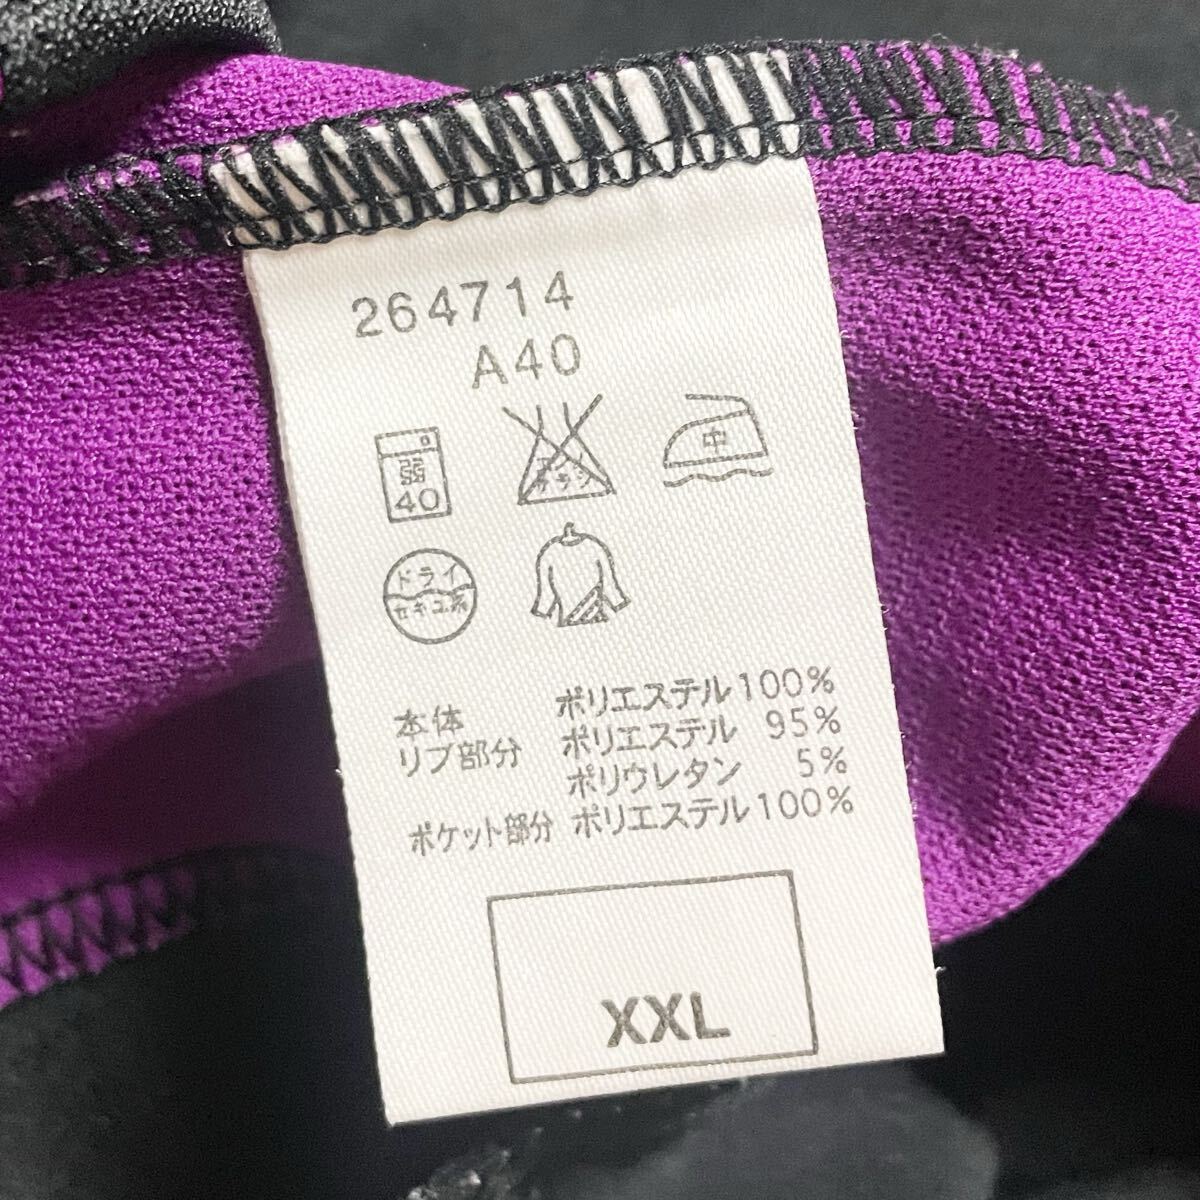 264714
A40
弱
40
中
ドライ
セキユ系
本体 ポリエステル100%
リブ部分 ポリエステル 95%
ポリウレタン 5%
ポケット部分 ポリエステル100%
XXL